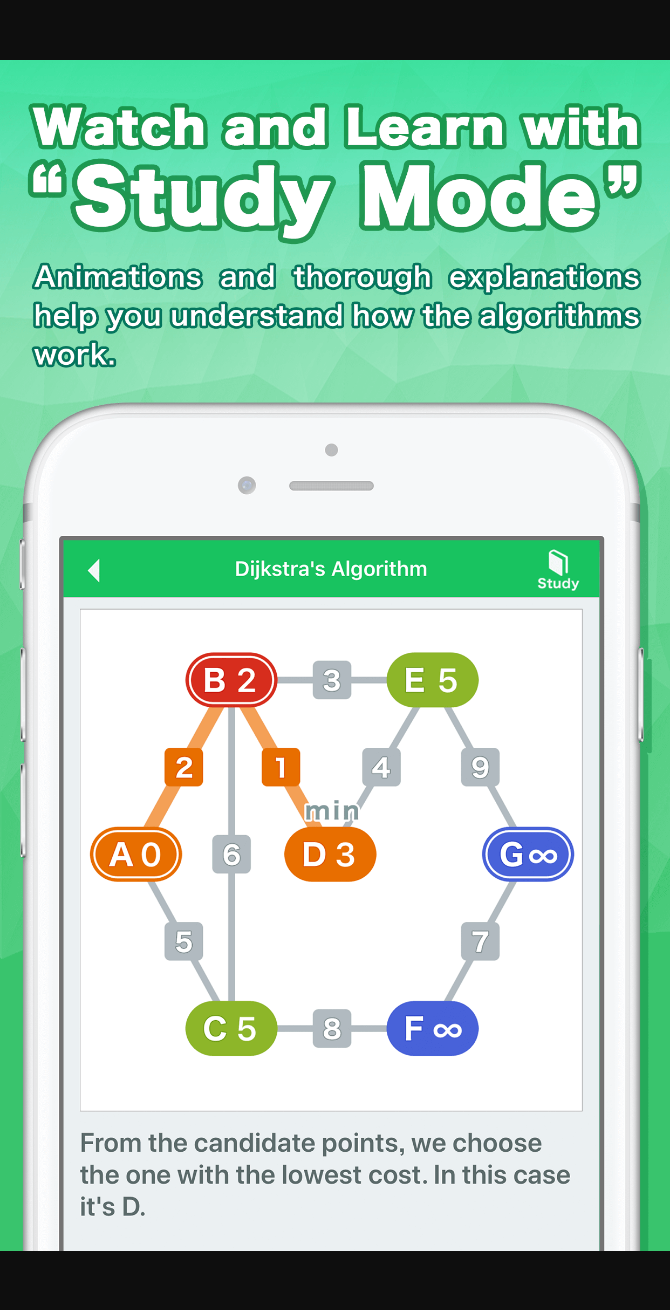 Watch and Learn with
“Study Mode”
Animations and thorough explanations
help you understand how the algorithms
work.
Dijkstra's Algorithm
Study
B 2
3
E 5
2
1
4
9
min
A 0
6
D 3
G ∞
5
7
C 5
8
F ∞
From the candidate points, we choose
the one with the lowest cost. In this case
it's D.